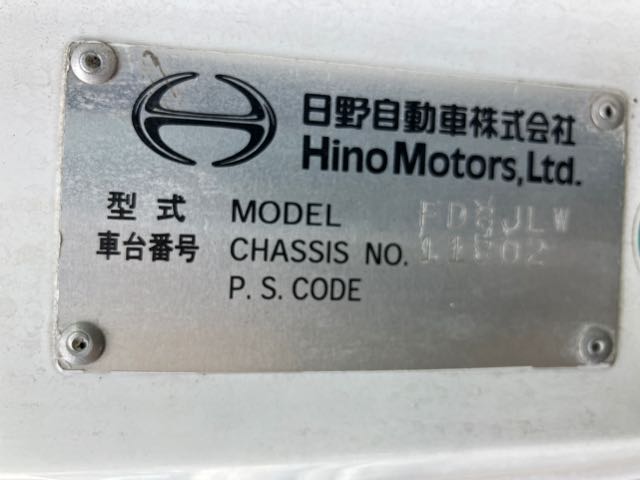 日野自動車株式会社
Hino Motors, Ltd.
型式 MODEL
車台番号 CHASSIS NO.
P. S. CODE